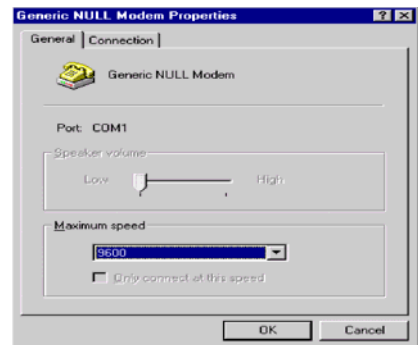 Generic NULL Modem Properties
General
Connection
Generic NULL Modem
Port: COM1
Speaker volume
Low
High
Maximum speed
9600
Only connect at this speed
OK
Cancel